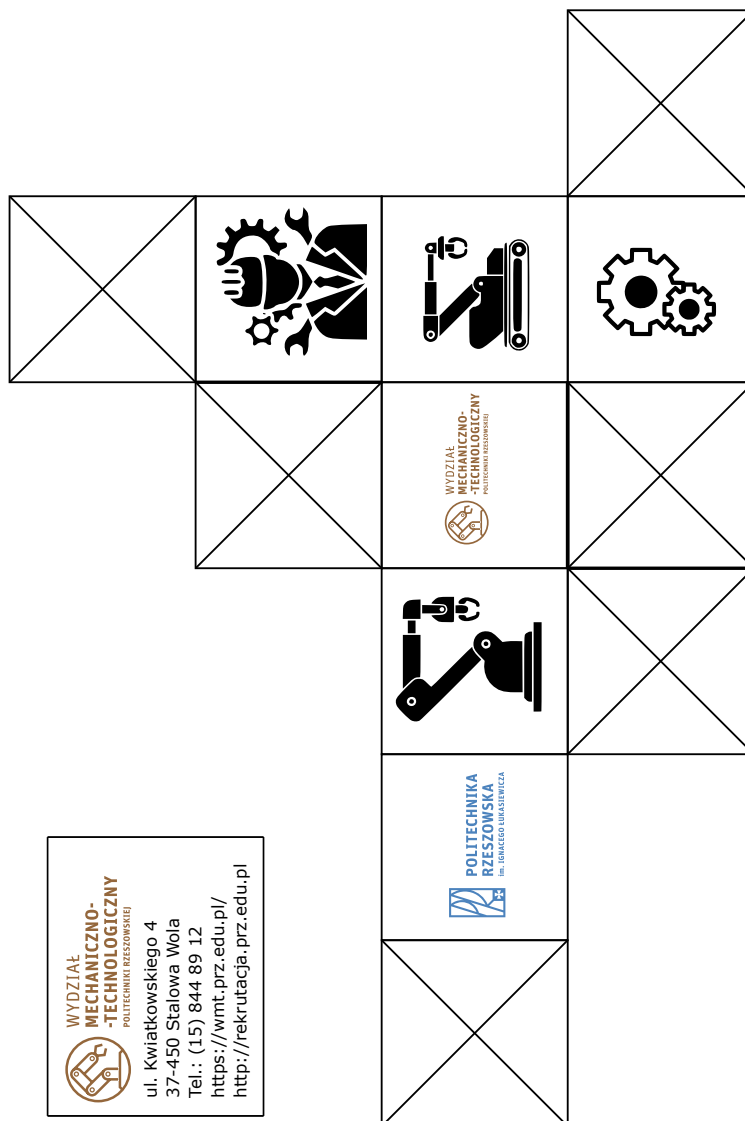 WYDZIAŁ
MECHANICZNO-
-TECHNOLOGICZNY
POLITECHNIKI RZESZOWSKIEJ
POLITECHNIKA
RZESZOWSKA
im. IGNACEGO ŁUKASIEWICZA
WYDZIAŁ
MECHANICZNO-
-TECHNOLOGICZNY
POLITECHNIKI RZESZOWSKIEJ
ul. Kwiatkowskiego 4
37-450 Stalowa Wola
Tel.: (15) 844 89 12
https://wmt.prz.edu.pl/
http://rekrutacja.prz.edu.pl